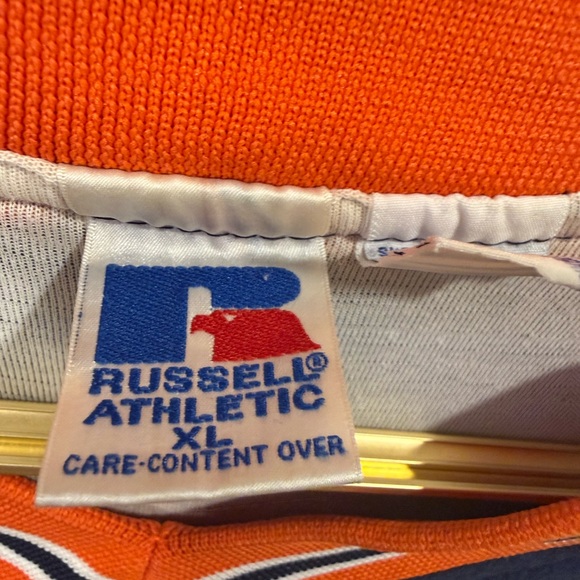 RUSSELL®
ATHLETIC
XL
CARE-CONTENT OVER